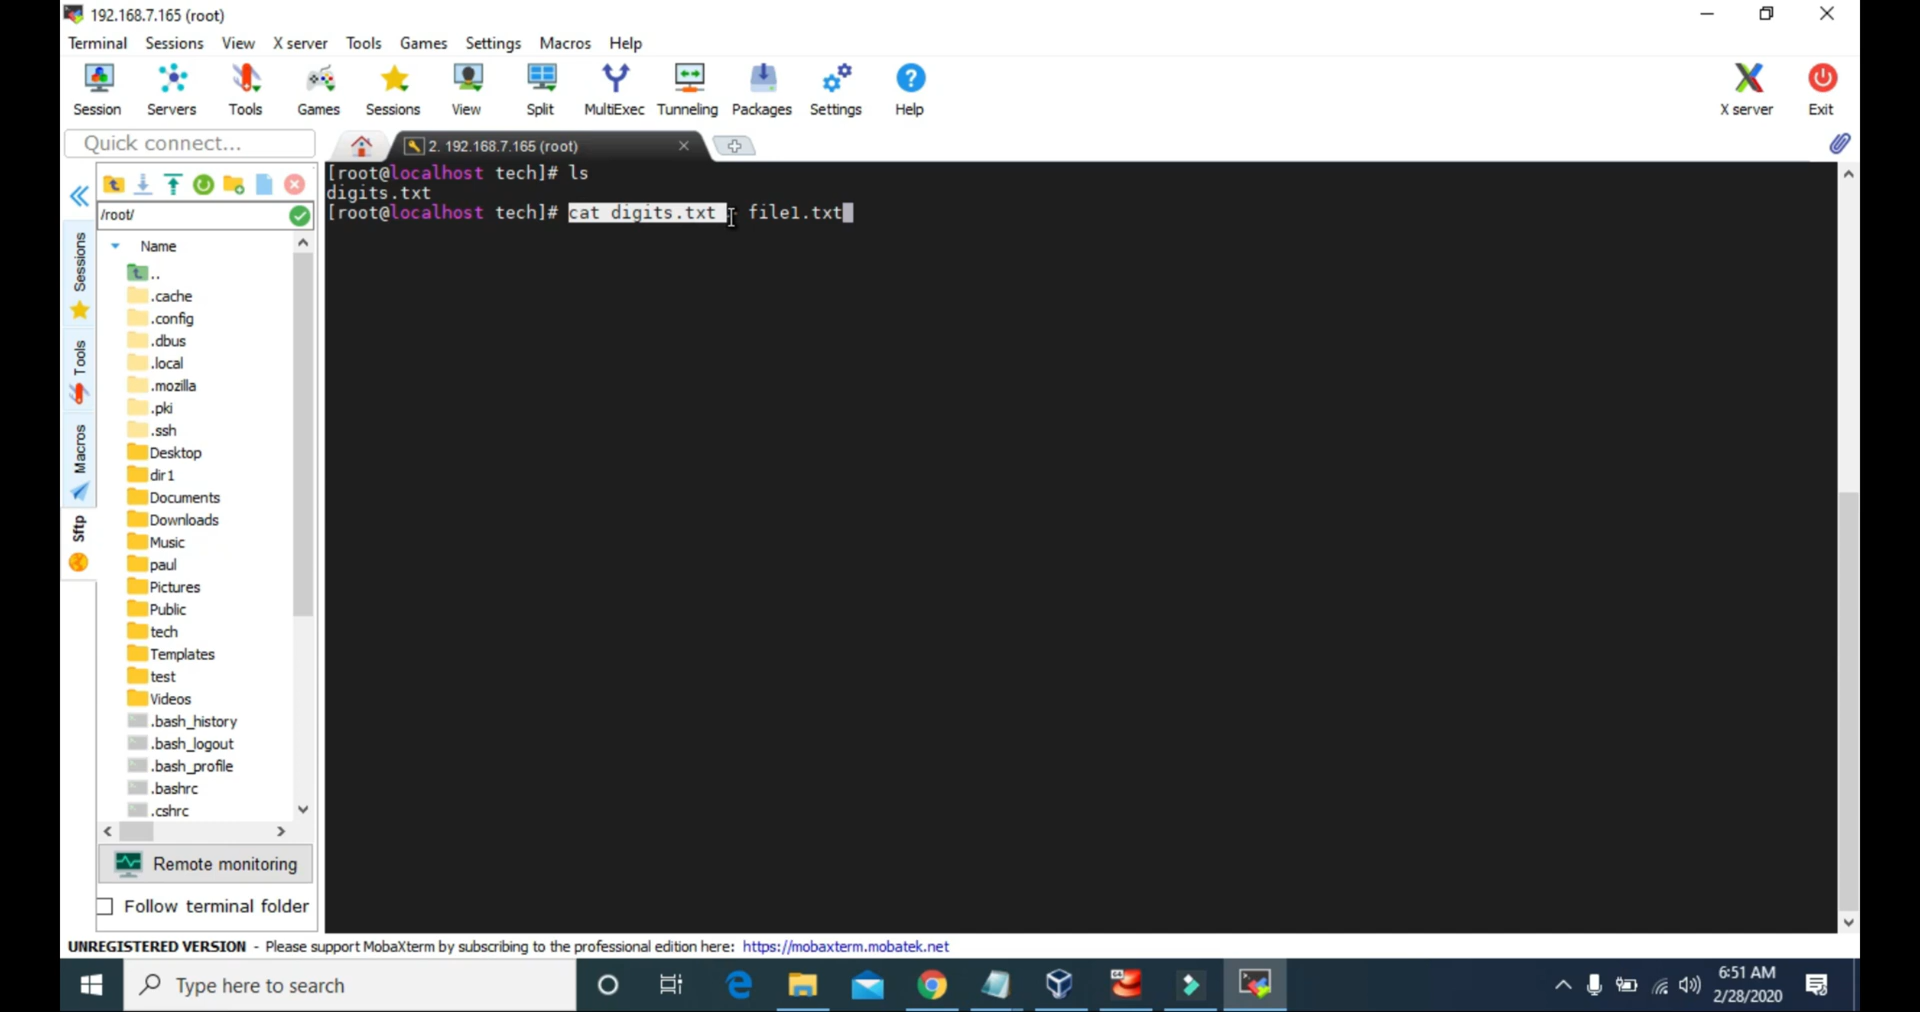 192.168.7.165 (root)
Terminal Sessions View X server Tools Games Settings Macros Help
Session Servers Tools Games Sessions View Split MultiExec Tunneling Packages Settings Help X server Exit
Quick connect...
2. 192.168.7.165 (root)
/root/
Name
..
.cache
.config
.dbus
.local
.mozilla
.pki
.ssh
Desktop
dir1
Documents
Downloads
Music
paul
Pictures
Public
tech
Templates
test
Videos
.bash_history
.bash_logout
.bash_profile
.bashrc
.cshrc
Sessions
Tools
Macros
Sftp
Remote monitoring
Follow terminal folder
[root@localhost tech]# ls
digits.txt
[root@localhost tech]# cat digits.txt file1.txt
UNREGISTERED VERSION - Please support MobaXterm by subscribing to the professional edition here: https://mobaxterm.mobatek.net
Type here to search
64
6:51 AM
2/28/2020